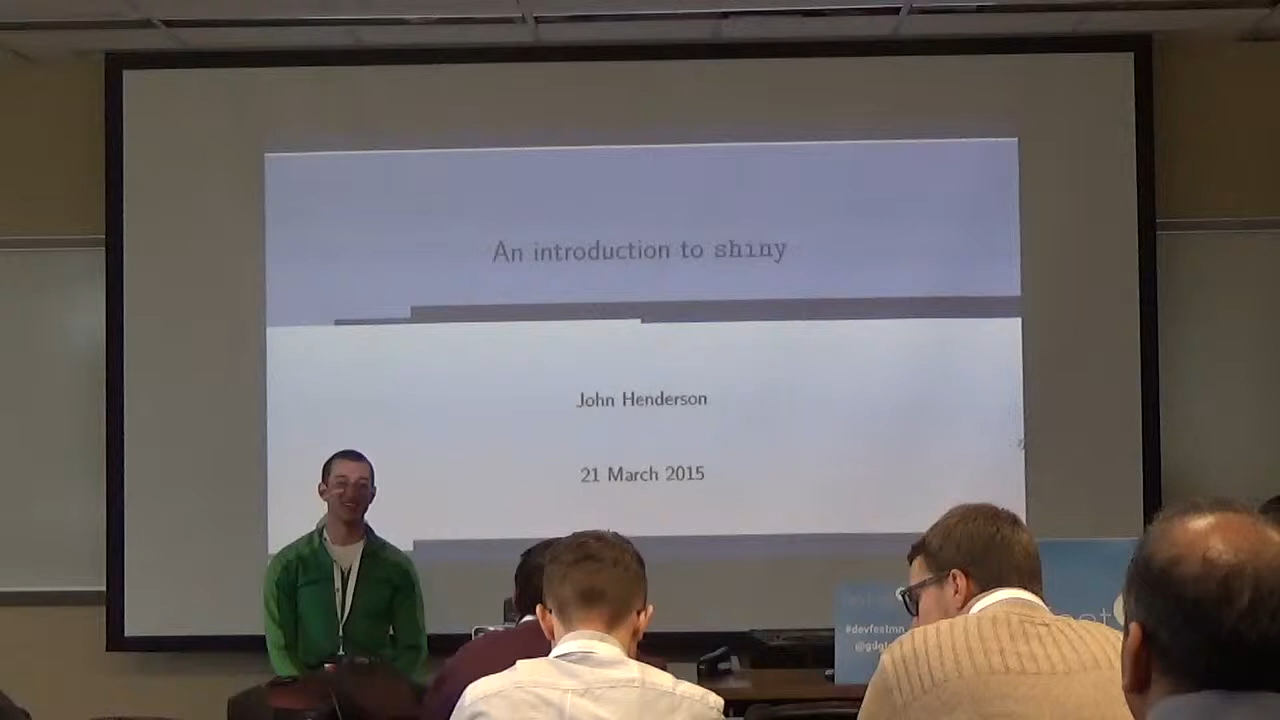 An introduction to shiny
John Henderson
21 March 2015
#devfestmn